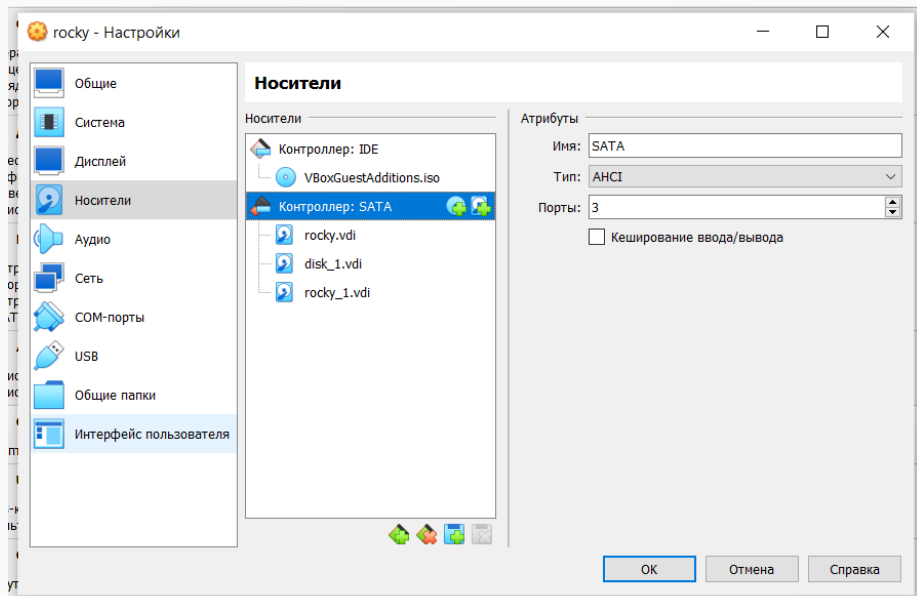 rocky - Настройки
Общие
Система
Дисплей
Носители
Аудио
Сеть
COM-порты
USB
Общие папки
Интерфейс пользователя
Носители
Носители
Контроллер: IDE
VBoxGuestAdditions.iso
Контроллер: SATA
rocky.vdi
disk_1.vdi
rocky_1.vdi
Атрибуты
Имя: SATA
Тип: AHCI
Порты: 3
Кеширование ввода/вывода
OK
Отмена
Справка